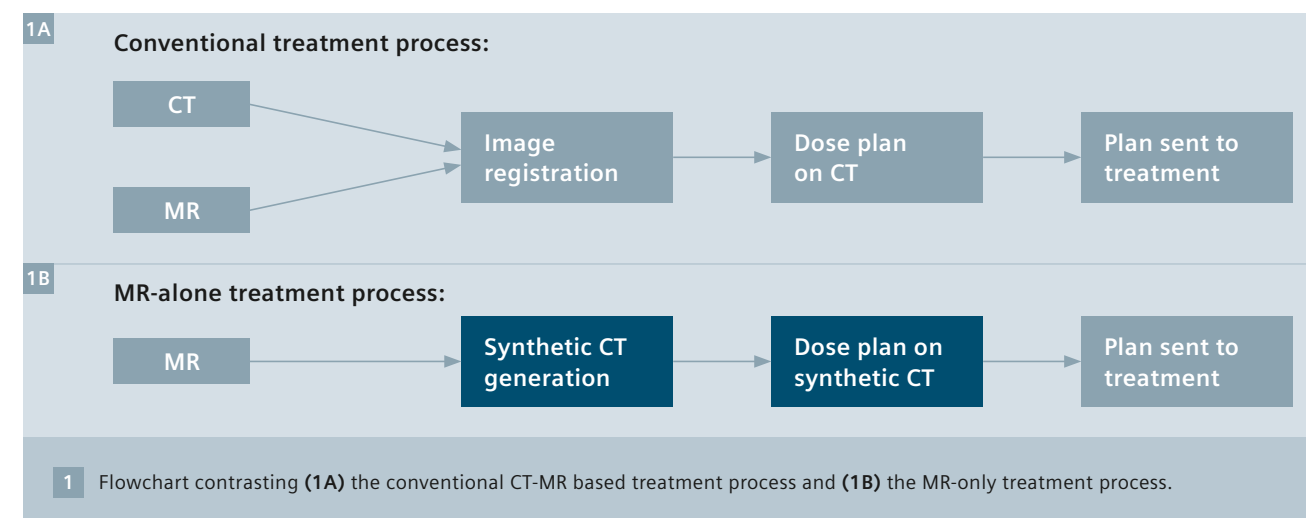 1A
Conventional treatment process:
CT
MR
Image
registration
Dose plan
on CT
Plan sent to
treatment
1B
MR-alone treatment process:
MR
Synthetic CT
generation
Dose plan on
synthetic CT
Plan sent to
treatment
1 Flowchart contrasting (1A) the conventional CT-MR based treatment process and (1B) the MR-only treatment process.